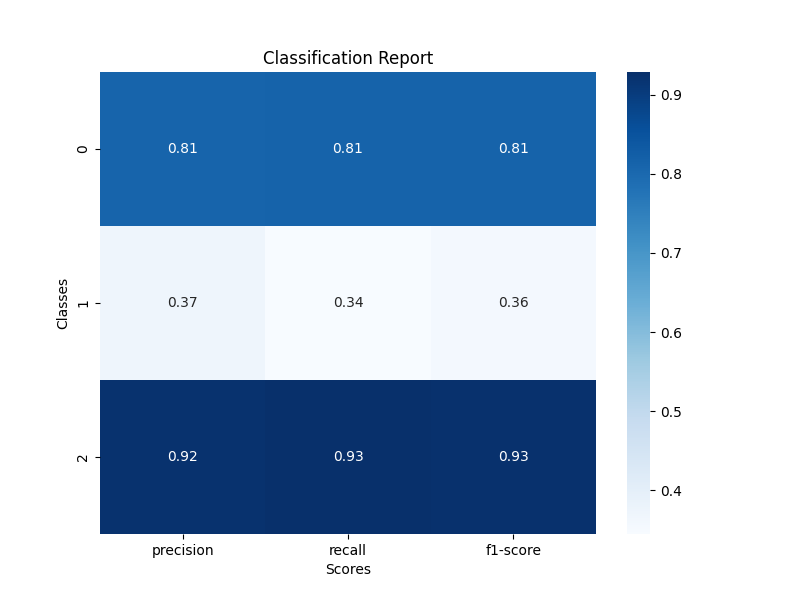 Classification Report
0.81 0.81 0.81
0.37 0.34 0.36
0.92 0.93 0.93
0
1
2
Classes
precision recall f1-score
Scores
0.9
0.8
0.7
0.6
0.5
0.4